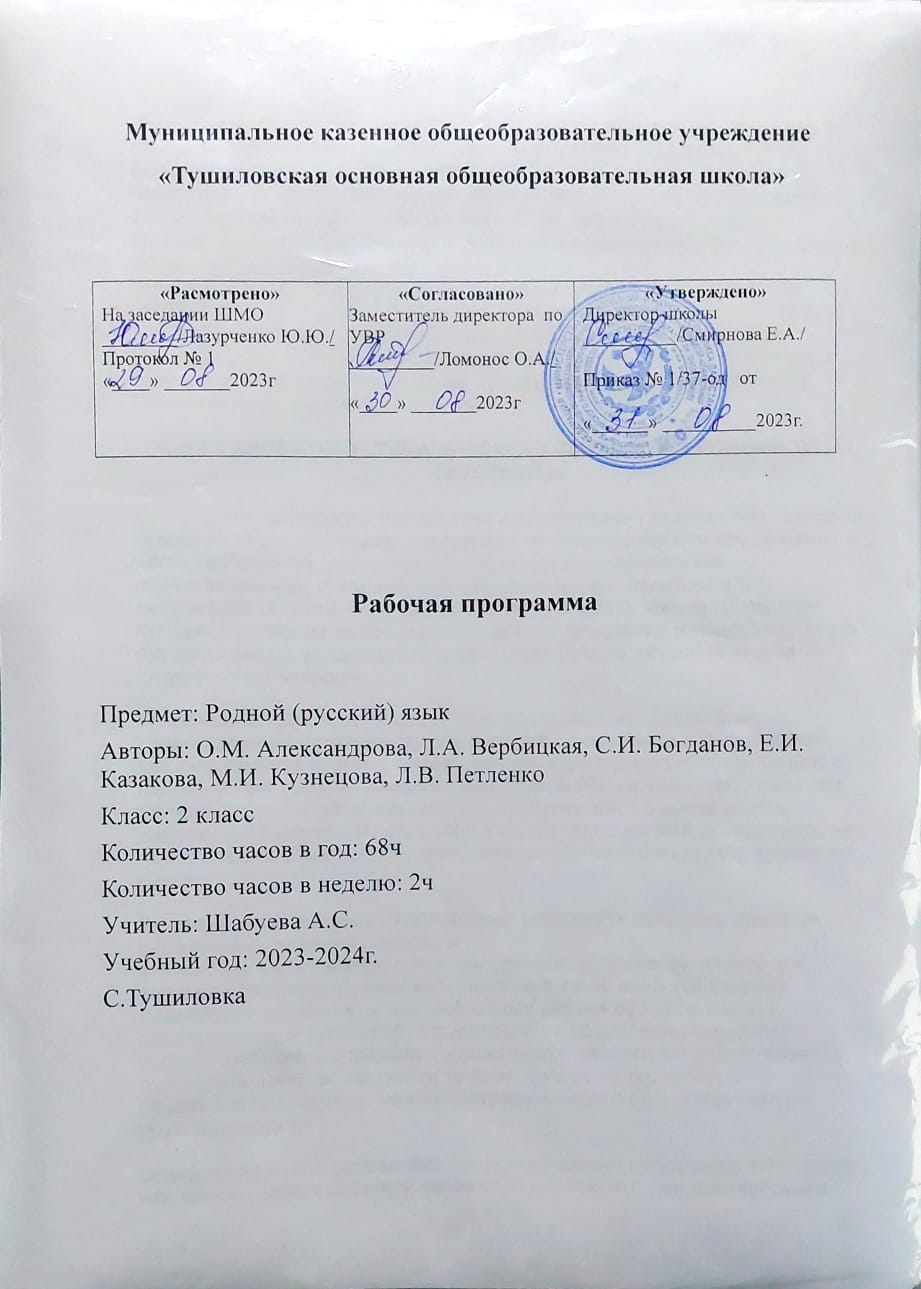 Муниципальное казенное общеобразовательное учреждение
«Тушиловская основная общеобразовательная школа»
«Расмотрено»
На заседании ШМО
/Лазурченко Ю.Ю./
Протокол № 1
«29» 08 2023г
«Согласовано»
Заместитель директора по
УВР
/Ломонос О.А./
«30» 08 2023г
«Утверждено»
Директор школы
/Смирнова Е.А./
Приказ № 1/37-од от
«31» 08 2023г.
Рабочая программа
Предмет: Родной (русский) язык
Авторы: О.М. Александрова, Л.А. Вербицкая, С.И. Богданов, Е.И.
Казакова, М.И. Кузнецова, Л.В. Петленко
Класс: 2 класс
Количество часов в год: 68ч
Количество часов в неделю: 2ч
Учитель: Шабуева А.С.
Учебный год: 2023-2024г.
С.Тушиловка